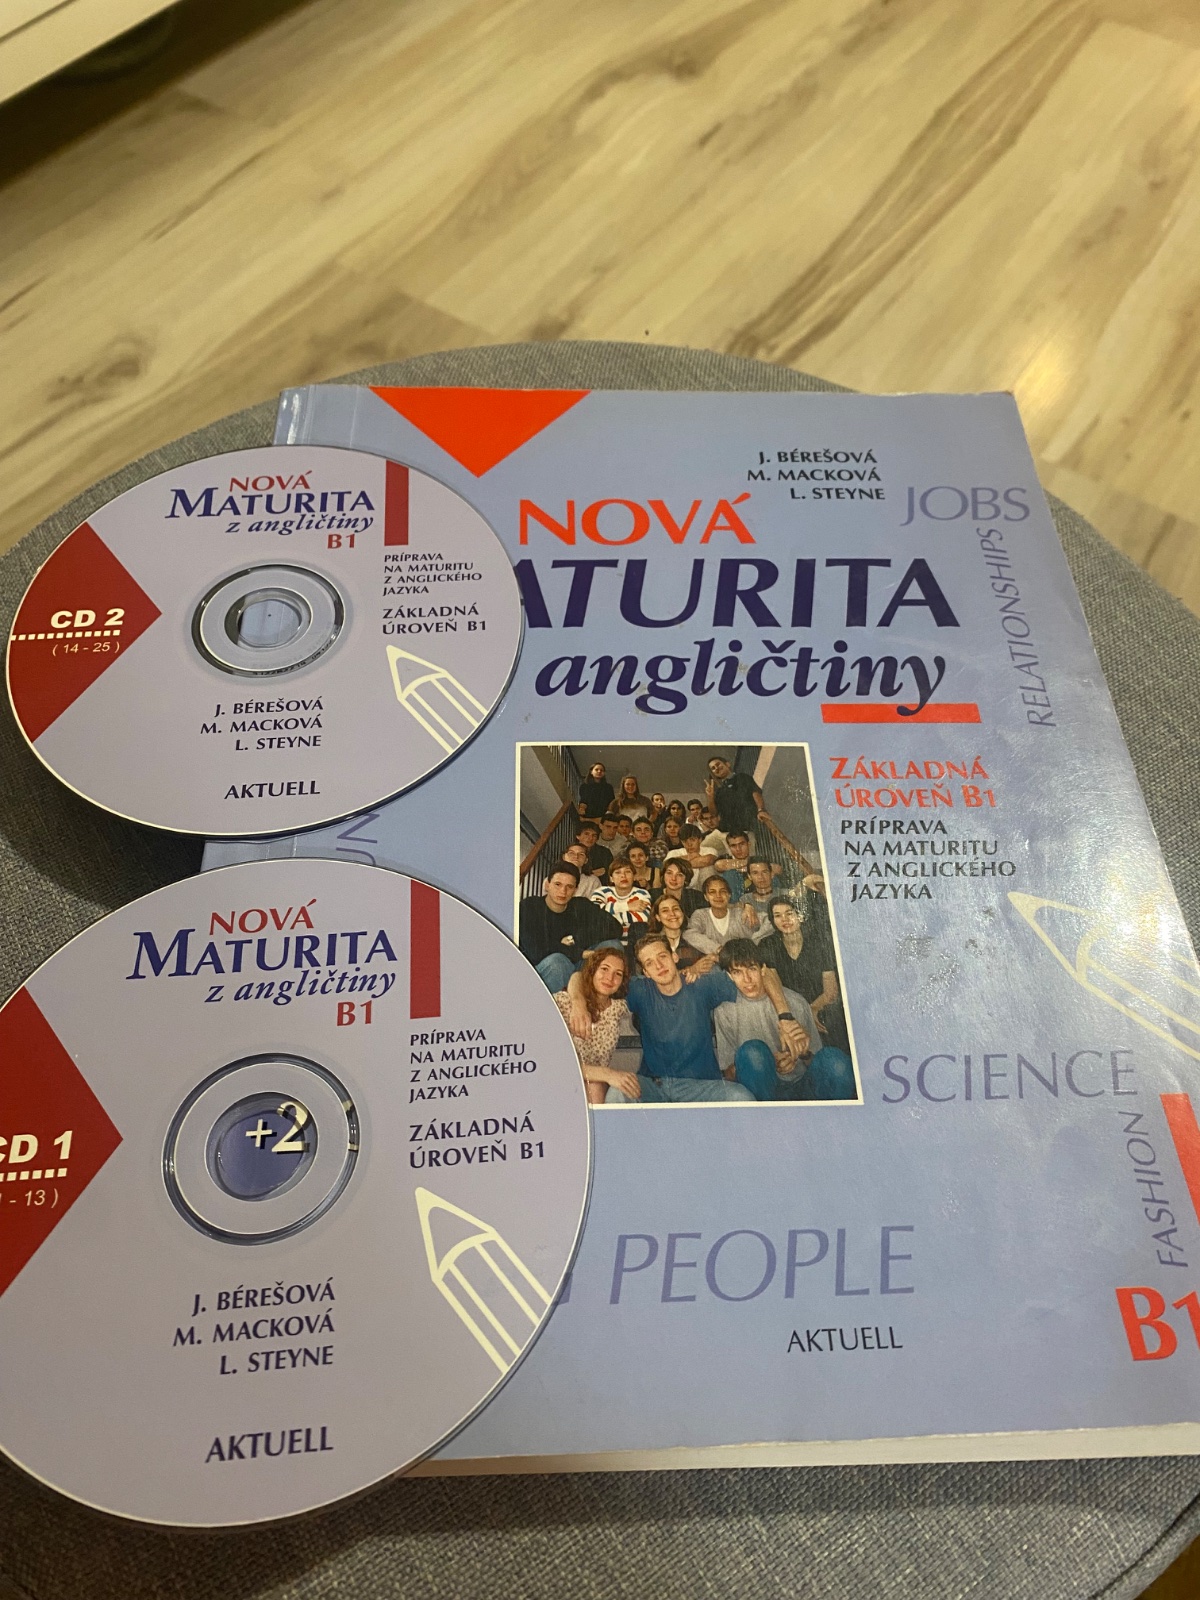 J. BÉREŠOVÁ
M. MACKOVÁ
L. STEYNE
NOVÁ
ATURITA
angličtiny
JOBS
RELATIONSHIPS
ZÁKLADNÁ
ÚROVEŇ B1
PRÍPRAVA
NA MATURITU
Z ANGLICKÉHO
JAZYKA
SCIENCE
FASHION
PEOPLE
AKTUELL
B1
NOVÁ
MATURITA
z angličtiny
B1
PRÍPRAVA
NA MATURITU
Z ANGLICKÉHO
JAZYKA
ZÁKLADNÁ
ÚROVEŇ B1
CD 2
( 14 - 25 )
J. BÉREŠOVÁ
M. MACKOVÁ
L. STEYNE
AKTUELL
NOVÁ
MATURITA
z angličtiny
B1
PRÍPRAVA
NA MATURITU
Z ANGLICKÉHO
JAZYKA
ZÁKLADNÁ
ÚROVEŇ B1
CD 1
- 13 )
+2
J. BÉREŠOVÁ
M. MACKOVÁ
L. STEYNE
AKTUELL